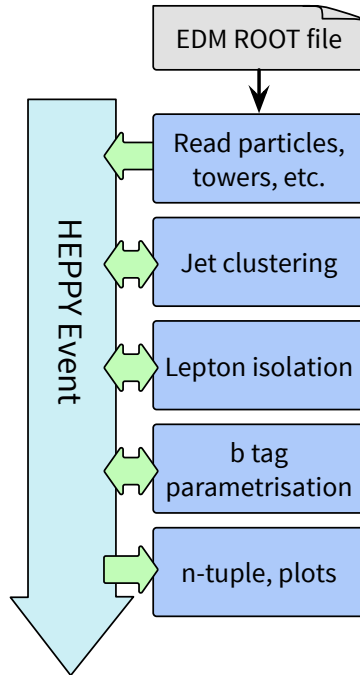 EDM ROOT file
Read particles,
towers, etc.
HEPPY Event
Jet clustering
Lepton isolation
b tag
parametrisation
n-tuple, plots